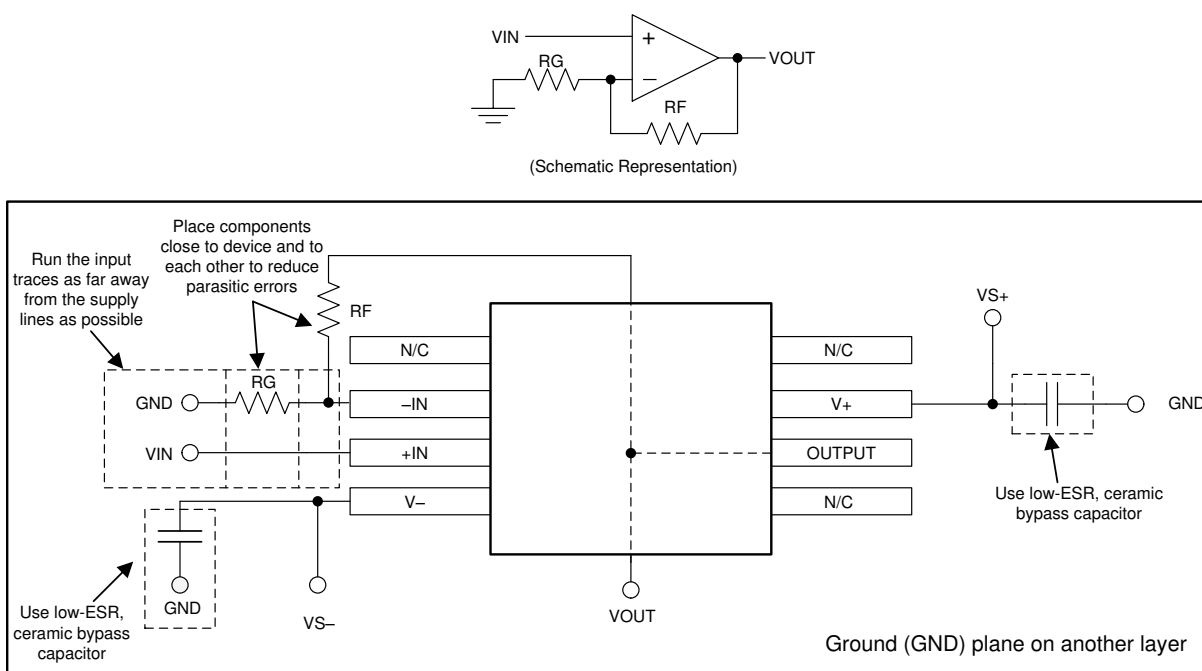 VIN
+
RG
−
VOUT
RF
(Schematic Representation)
Place components
close to device and to
each other to reduce
parasitic errors
Run the input
traces as far away
from the supply
lines as possible
RF
VS+
N/C
N/C
RG
GND
–IN
V+
GND
VIN
+IN
OUTPUT
V–
N/C
Use low-ESR, ceramic
bypass capacitor
GND
Use low-ESR,
ceramic bypass
capacitor
VS–
VOUT
Ground (GND) plane on another layer